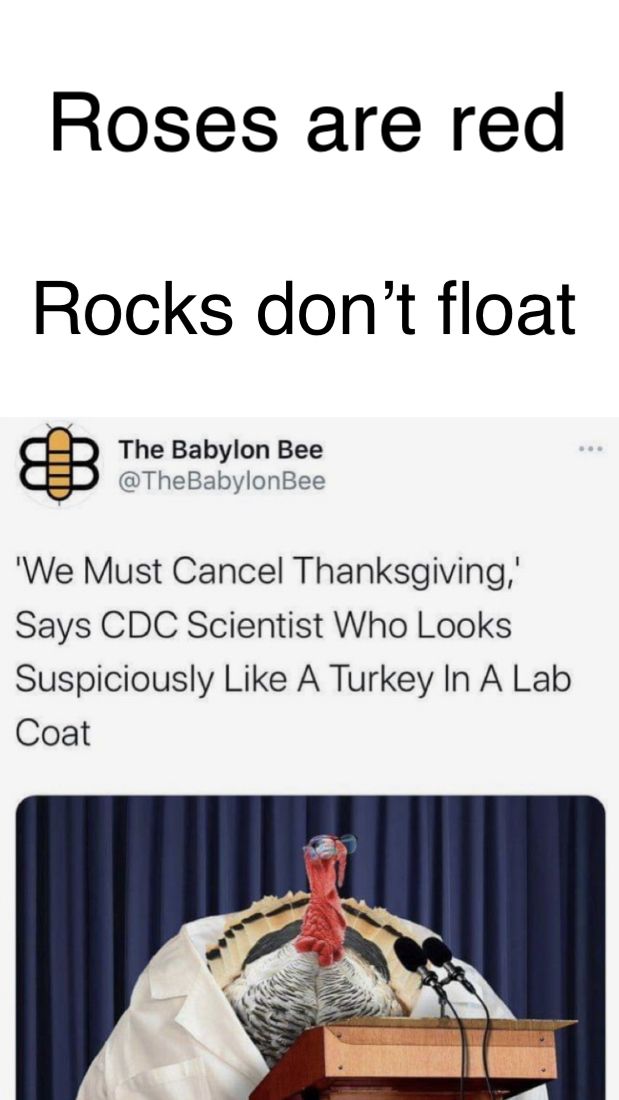 Roses are red
Rocks don’t float
The Babylon Bee
@TheBabylonBee
'We Must Cancel Thanksgiving,'
Says CDC Scientist Who Looks
Suspiciously Like A Turkey In A Lab
Coat